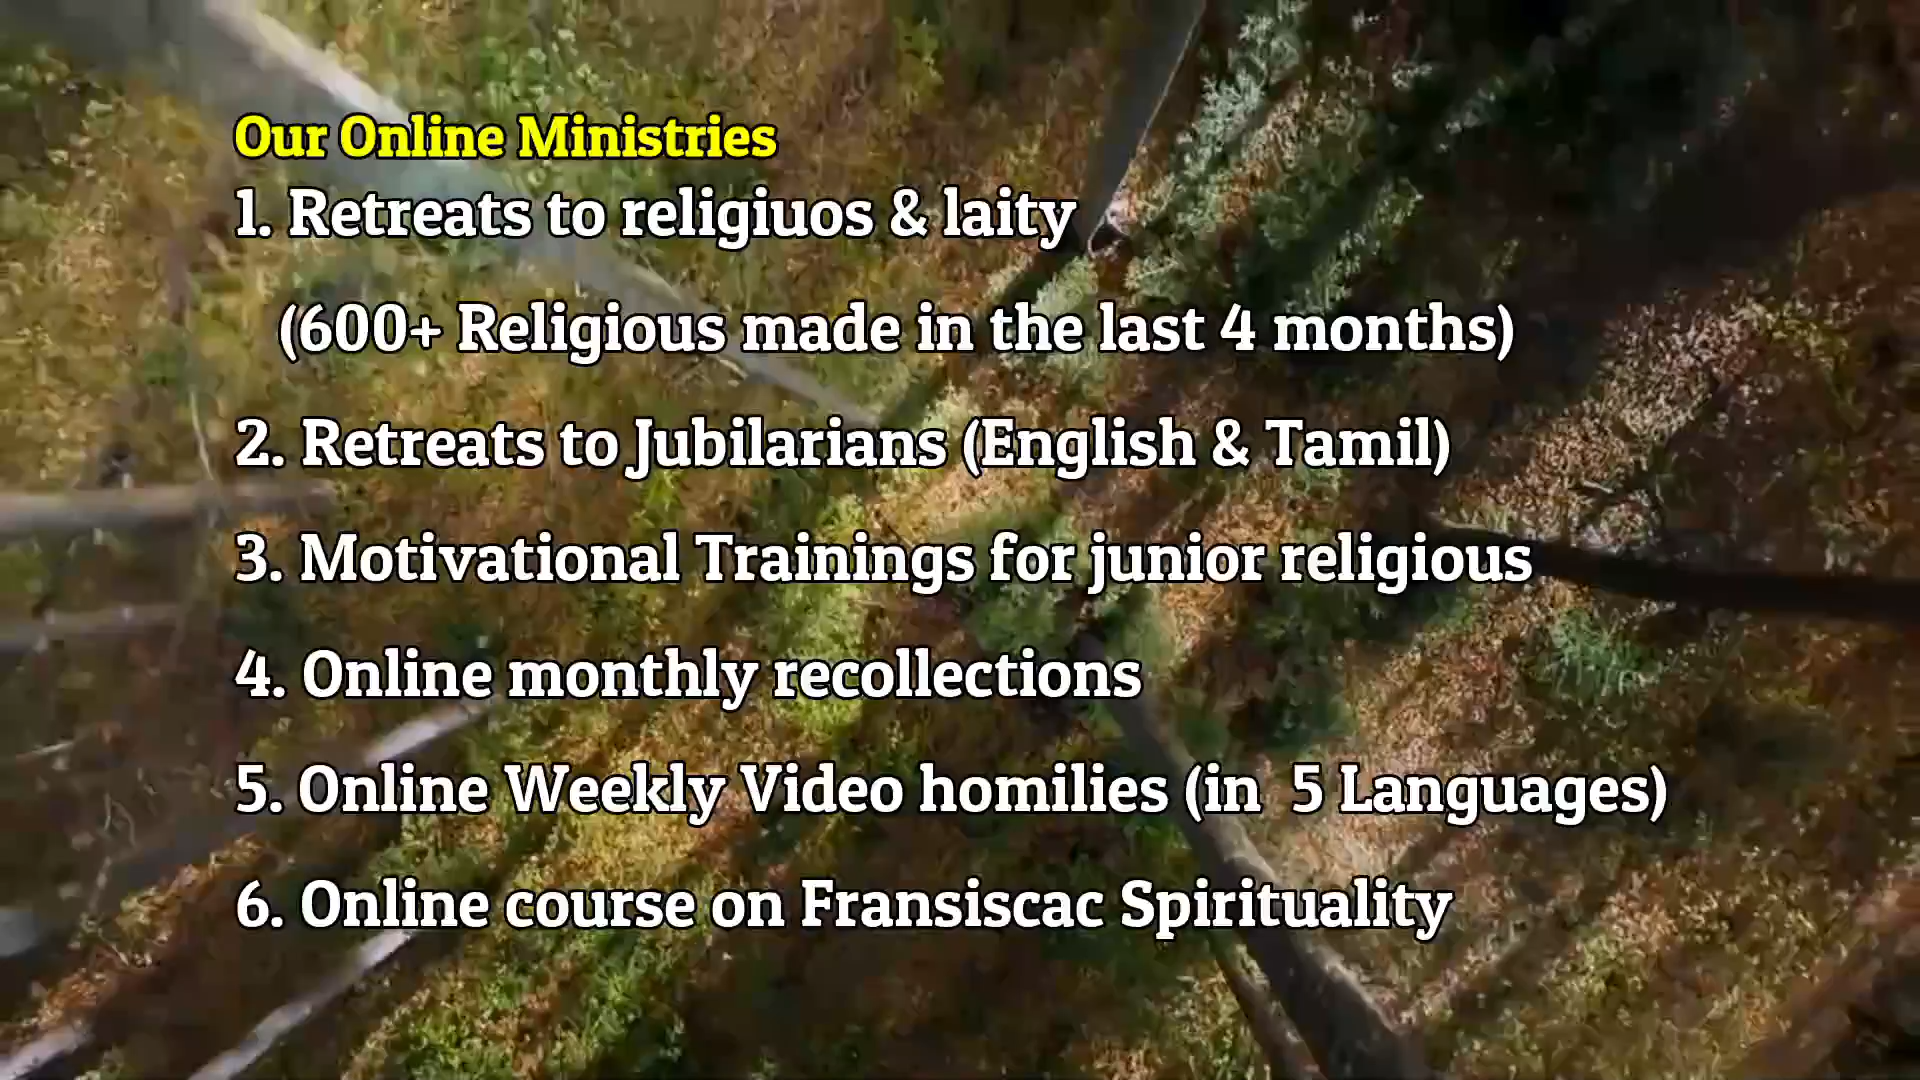 Our Online Ministries
1. Retreats to religiuos & laity
(600+ Religious made in the last 4 months)
2. Retreats to Jubilarians (English & Tamil)
3. Motivational Trainings for junior religious
4. Online monthly recollections
5. Online Weekly Video homilies (in  5 Languages)
6. Online course on Fransiscac Spirituality